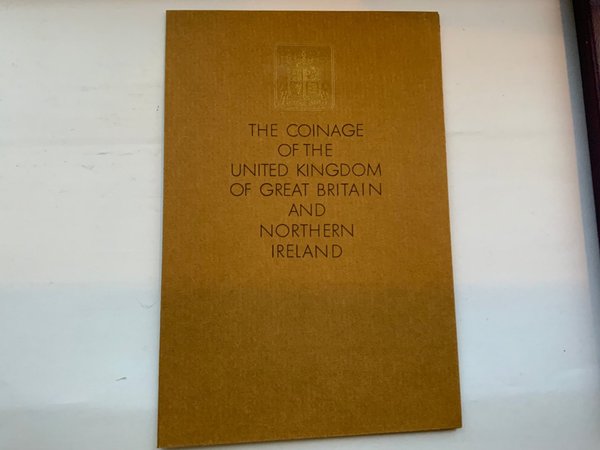 THE COINAGE
OF THE
UNITED KINGDOM
OF GREAT BRITAIN
AND
NORTHERN
IRELAND